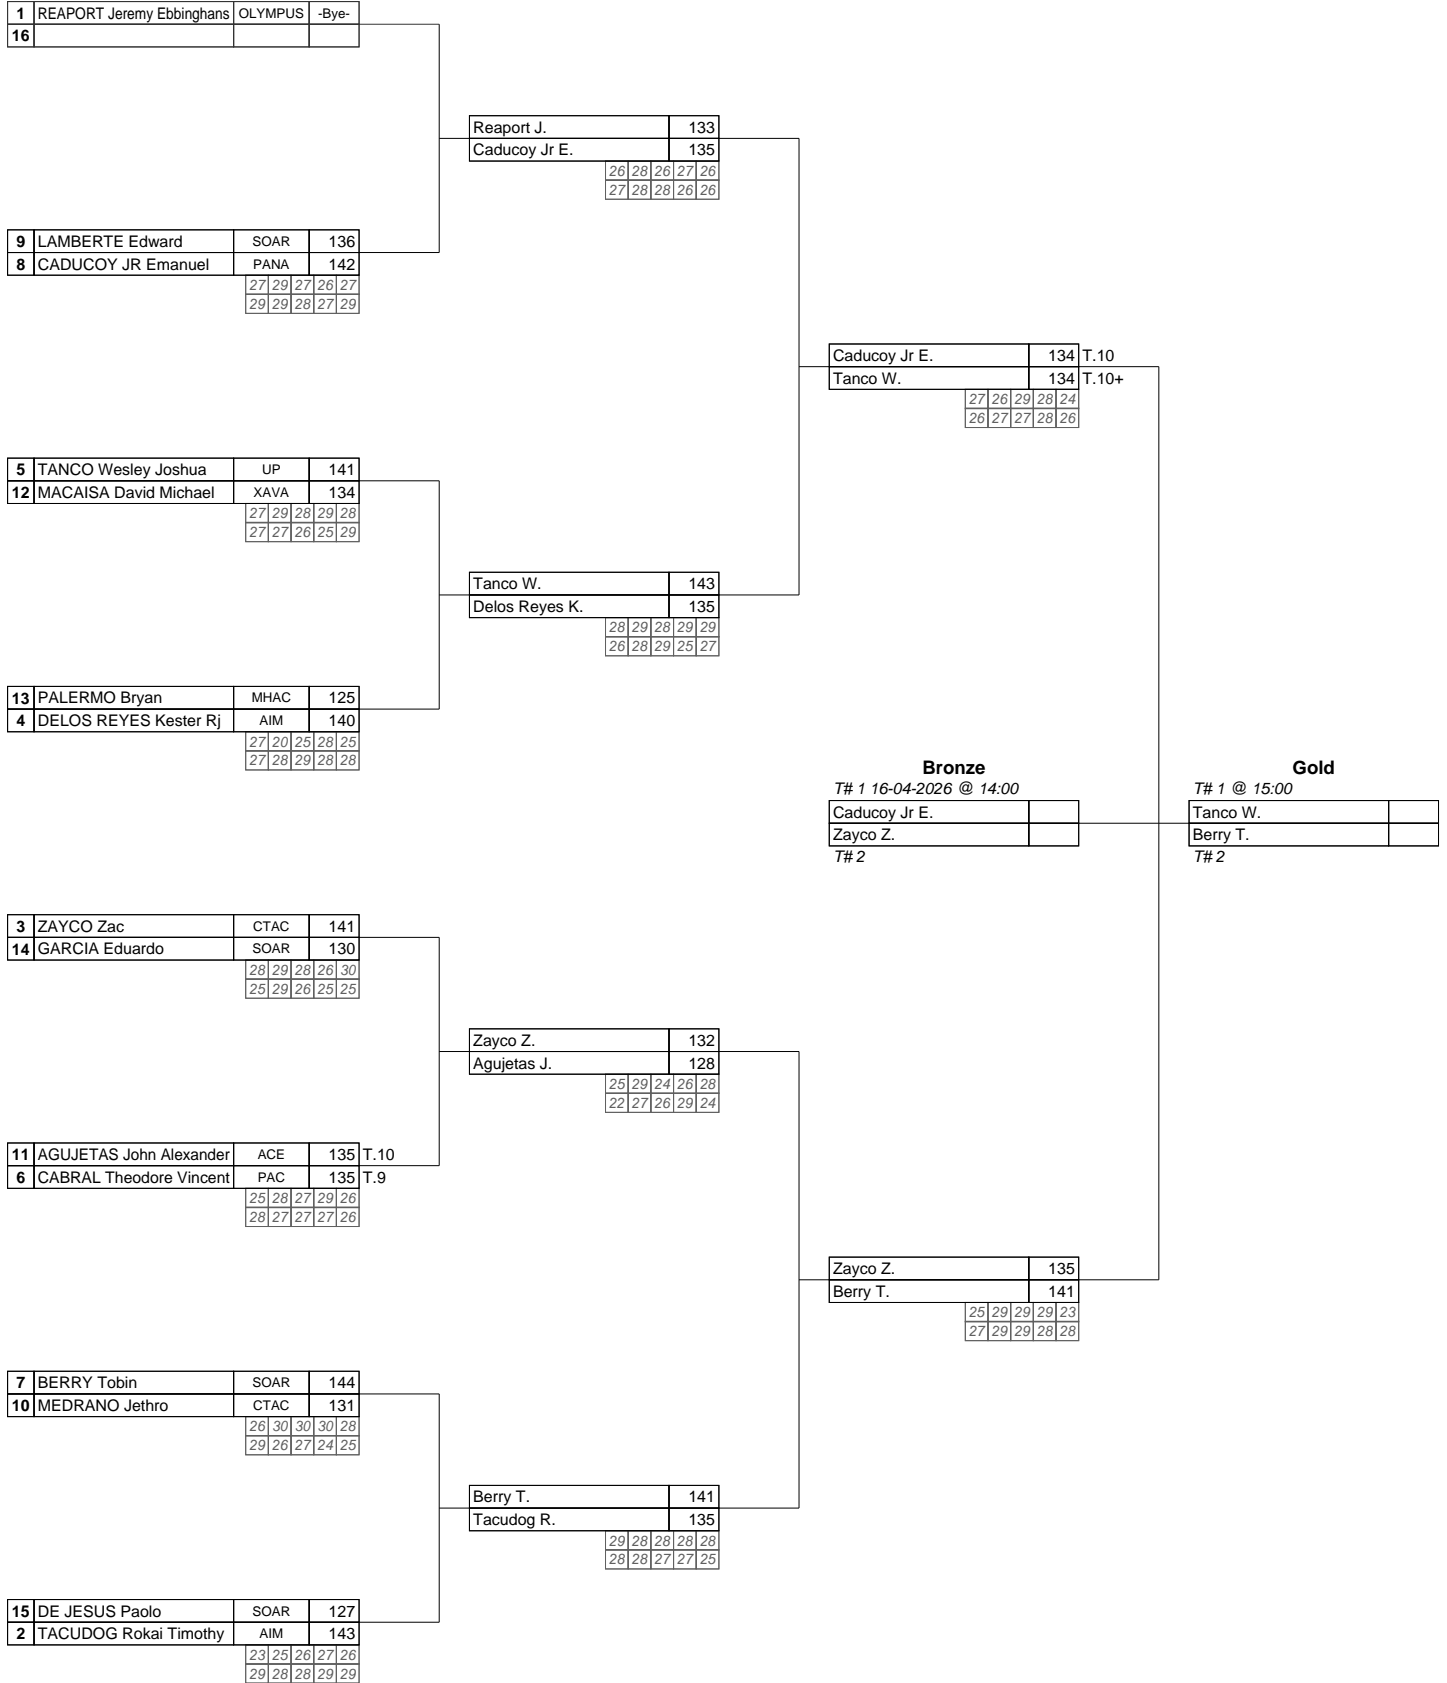 1 REAPORT Jeremy Ebbinghans OLYMPUS -Bye-
16
Reaport J. 133
Caducoy Jr E. 135
26 28 26 27 26
27 28 28 26 26
9 LAMBERTE Edward SOAR 136
8 CADUCOY JR Emanuel PANA 142
27 29 27 26 27
29 29 28 27 29
Caducoy Jr E. 134 T.10
Tanco W. 134 T.10+
27 26 29 28 24
26 27 27 28 26
5 TANCO Wesley Joshua UP 141
12 MACAISA David Michael XAVA 134
27 29 28 29 28
27 27 26 25 29
Tanco W. 143
Delos Reyes K. 135
28 29 28 29 29
26 28 29 25 27
13 PALERMO Bryan MHAC 125
4 DELOS REYES Kester Rj AIM 140
27 20 25 28 25
27 28 29 28 28
Bronze
T# 1 16-04-2026 @ 14:00
Caducoy Jr E.
Zayco Z.
T# 2
Gold
T# 1 @ 15:00
Tanco W.
Berry T.
T# 2
3 ZAYCO Zac CTAC 141
14 GARCIA Eduardo SOAR 130
28 29 28 26 30
25 29 26 25 25
Zayco Z. 132
Agujetas J. 128
25 29 24 26 28
22 27 26 29 24
11 AGUJETAS John Alexander ACE 135 T.10
6 CABRAL Theodore Vincent PAC 135 T.9
25 28 27 29 26
28 27 27 27 26
Zayco Z. 135
Berry T. 141
25 29 29 29 23
27 29 29 28 28
7 BERRY Tobin SOAR 144
10 MEDRANO Jethro CTAC 131
26 30 30 30 28
29 26 27 24 25
Berry T. 141
Tacudog R. 135
29 28 28 28 28
28 28 27 27 25
15 DE JESUS Paolo SOAR 127
2 TACUDOG Rokai Timothy AIM 143
23 25 26 27 26
29 28 28 29 29